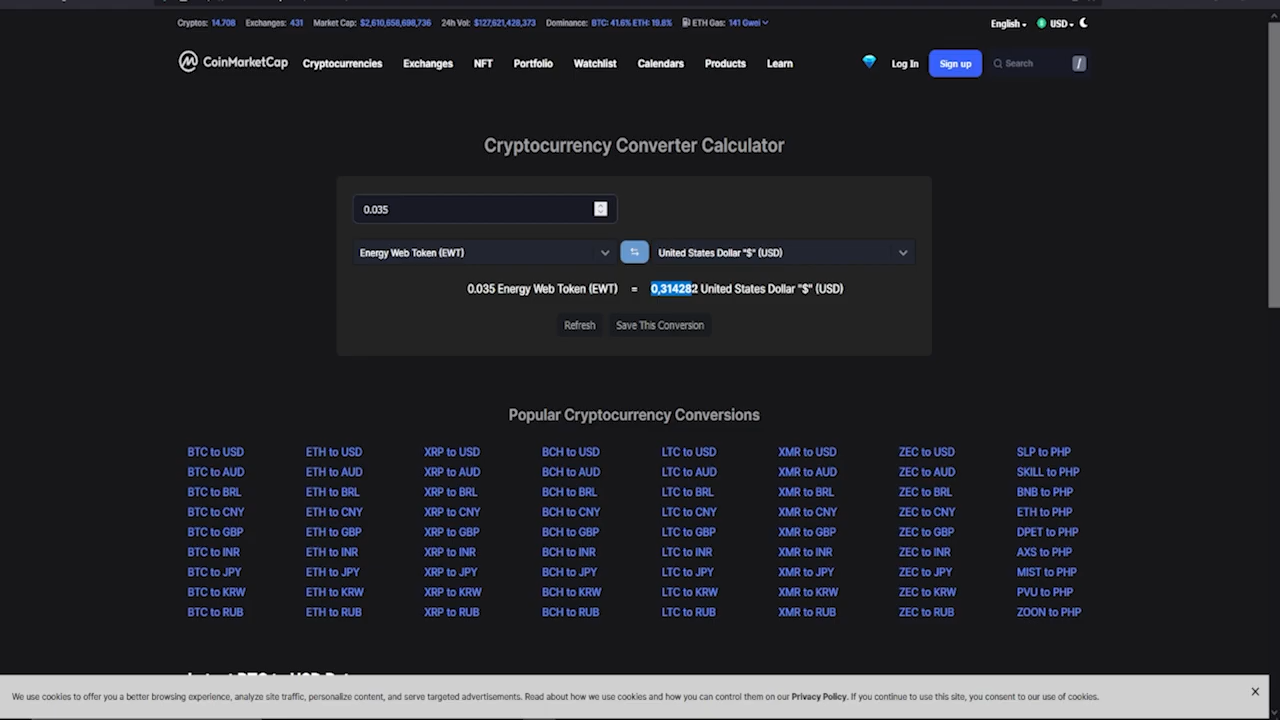 Cryptos: 14.708 Exchanges: 431 Market Cap: $2,610,658,698,736 24h Vol: $127,621,428,373 Dominance: BTC: 41.6% ETH: 19.8% ETH Gas: 141 Gwei English USD
CoinMarketCap Cryptocurrencies Exchanges NFT Portfolio Watchlist Calendars Products Learn Log In Sign up Search /
Cryptocurrency Converter Calculator
0.035
Energy Web Token (EWT) United States Dollar "$" (USD)
0.035 Energy Web Token (EWT) = 0,314282 United States Dollar "$" (USD)
Refresh Save This Conversion
Popular Cryptocurrency Conversions
BTC to USD ETH to USD XRP to USD BCH to USD LTC to USD XMR to USD ZEC to USD SLP to PHP
BTC to AUD ETH to AUD XRP to AUD BCH to AUD LTC to AUD XMR to AUD ZEC to AUD SKILL to PHP
BTC to BRL ETH to BRL XRP to BRL BCH to BRL LTC to BRL XMR to BRL ZEC to BRL BNB to PHP
BTC to CNY ETH to CNY XRP to CNY BCH to CNY LTC to CNY XMR to CNY ZEC to CNY ETH to PHP
BTC to GBP ETH to GBP XRP to GBP BCH to GBP LTC to GBP XMR to GBP ZEC to GBP DPET to PHP
BTC to INR ETH to INR XRP to INR BCH to INR LTC to INR XMR to INR ZEC to INR AXS to PHP
BTC to JPY ETH to JPY XRP to JPY BCH to JPY LTC to JPY XMR to JPY ZEC to JPY MIST to PHP
BTC to KRW ETH to KRW XRP to KRW BCH to KRW LTC to KRW XMR to KRW ZEC to KRW PVU to PHP
BTC to RUB ETH to RUB XRP to RUB BCH to RUB LTC to RUB XMR to RUB ZEC to RUB ZOON to PHP
We use cookies to offer you a better browsing experience, analyze site traffic, personalize content, and serve targeted advertisements. Read about how we use cookies and how you can control them on our Privacy Policy. If you continue to use this site, you consent to our use of cookies.